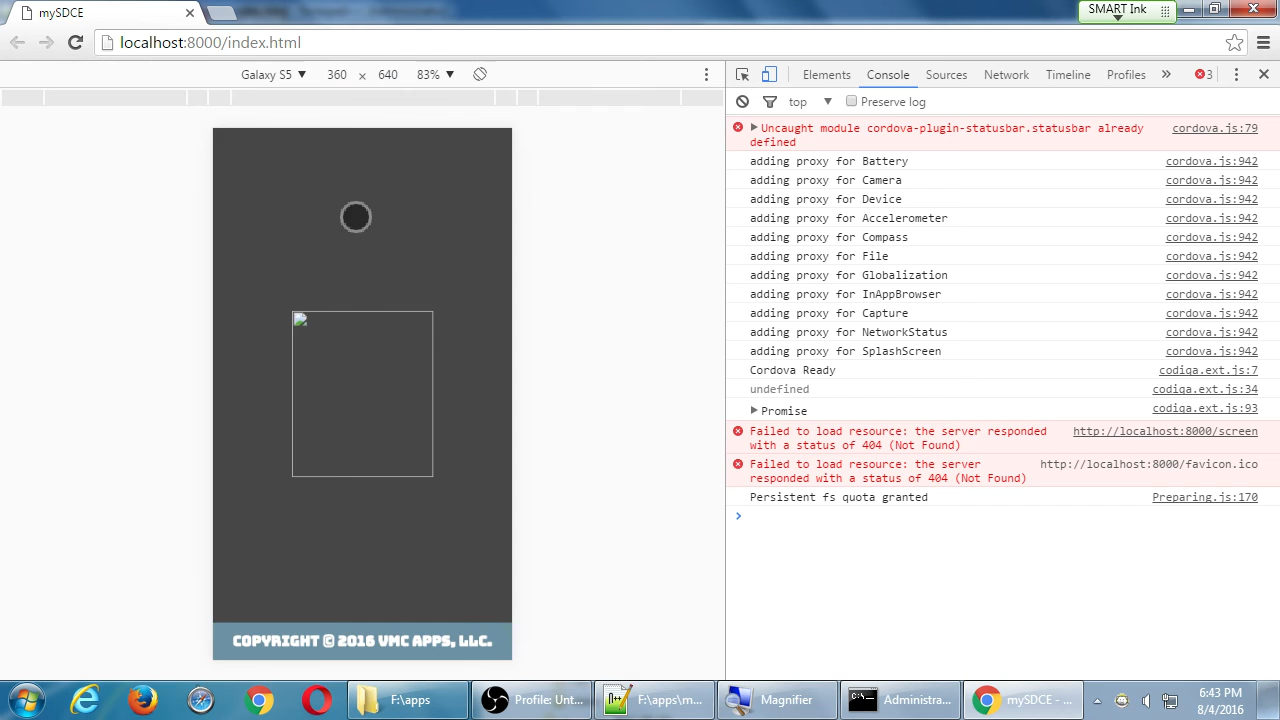 mySDCE
SMART Ink
localhost:8000/index.html
Galaxy S5 ▼ 360 × 640 83% ▼
Elements Console Sources Network Timeline Profiles » 3
top ▼ Preserve log
Uncaught module cordova-plugin-statusbar.statusbar already cordova.js:79
defined
adding proxy for Battery cordova.js:942
adding proxy for Camera cordova.js:942
adding proxy for Device cordova.js:942
adding proxy for Accelerometer cordova.js:942
adding proxy for Compass cordova.js:942
adding proxy for File cordova.js:942
adding proxy for Globalization cordova.js:942
adding proxy for InAppBrowser cordova.js:942
adding proxy for Capture cordova.js:942
adding proxy for NetworkStatus cordova.js:942
adding proxy for SplashScreen cordova.js:942
Cordova Ready codiqa.ext.js:7
undefined codiqa.ext.js:34
Promise codiqa.ext.js:93
Failed to load resource: the server responded http://localhost:8000/screen
with a status of 404 (Not Found)
Failed to load resource: the server http://localhost:8000/favicon.ico
responded with a status of 404 (Not Found)
Persistent fs quota granted Preparing.js:170
COPYRIGHT © 2016 VMC APPS, LLC.
F:\apps
Profile: Unt...
F:\apps\m...
Magnifier
Administra...
mySDCE - ...
6:43 PM
8/4/2016